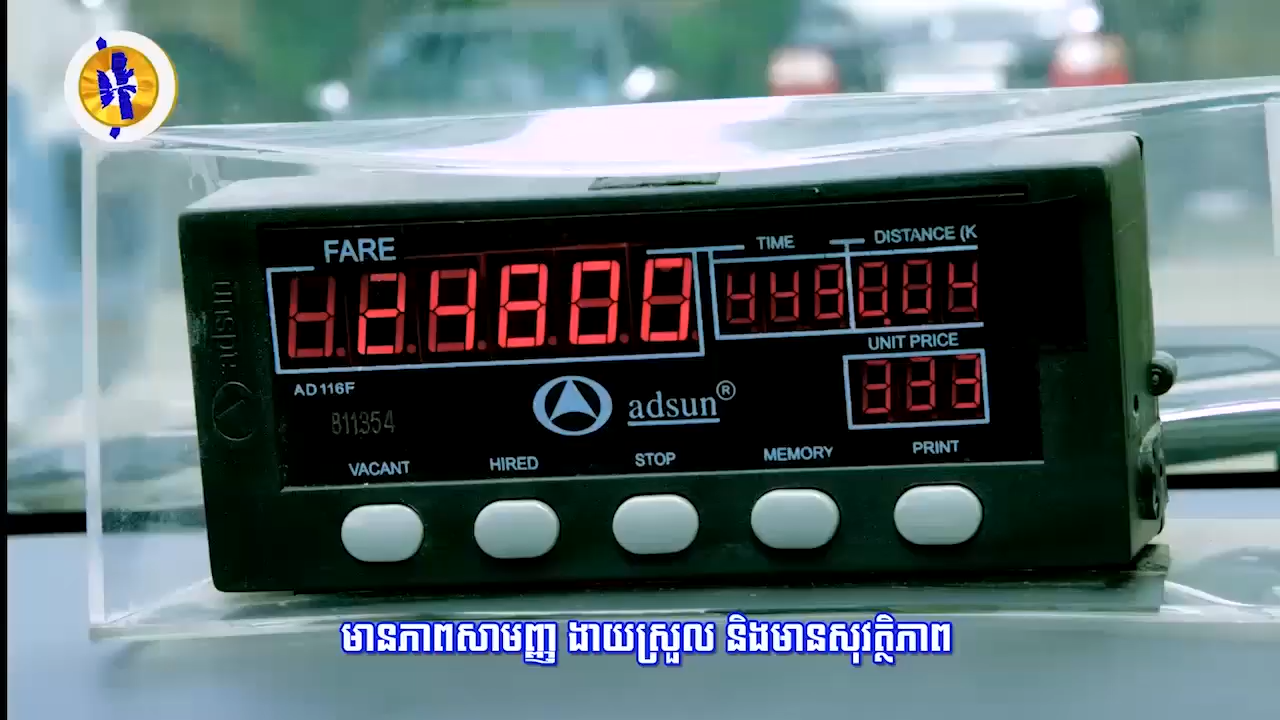 FARE
TIME
DISTANCE (K
UNIT PRICE
adsun
AD116F
811354
adsun®
VACANT
HIRED
STOP
MEMORY
PRINT
មានភាពសាមញ្ញ ងាយស្រួល និងមានសុវត្ថិភាព